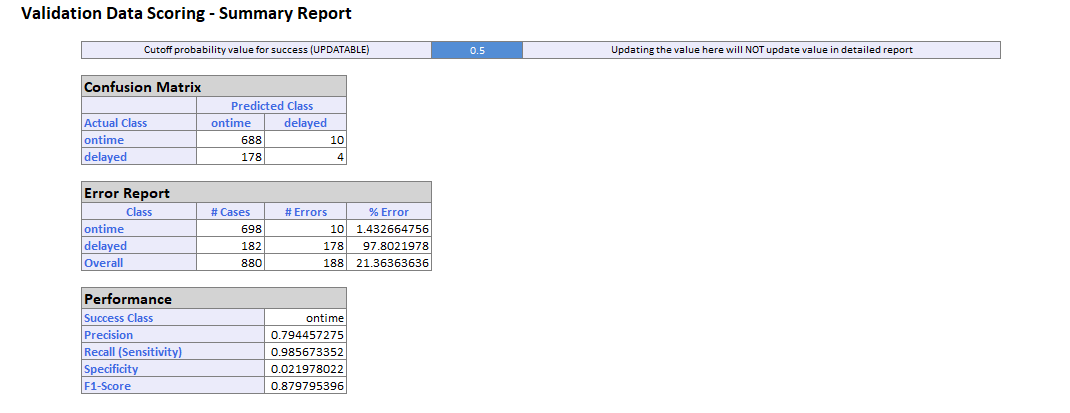 Validation Data Scoring - Summary Report
Cutoff probability value for success (UPDATABLE) 0.5 Updating the value here will NOT update value in detailed report
Confusion Matrix
Predicted Class
Actual Class ontime delayed
ontime 688 10
delayed 178 4
Error Report
Class # Cases # Errors % Error
ontime 698 10 1.432664756
delayed 182 178 97.8021978
Overall 880 188 21.36363636
Performance
Success Class ontime
Precision 0.794457275
Recall (Sensitivity) 0.985673352
Specificity 0.021978022
F1-Score 0.879795396